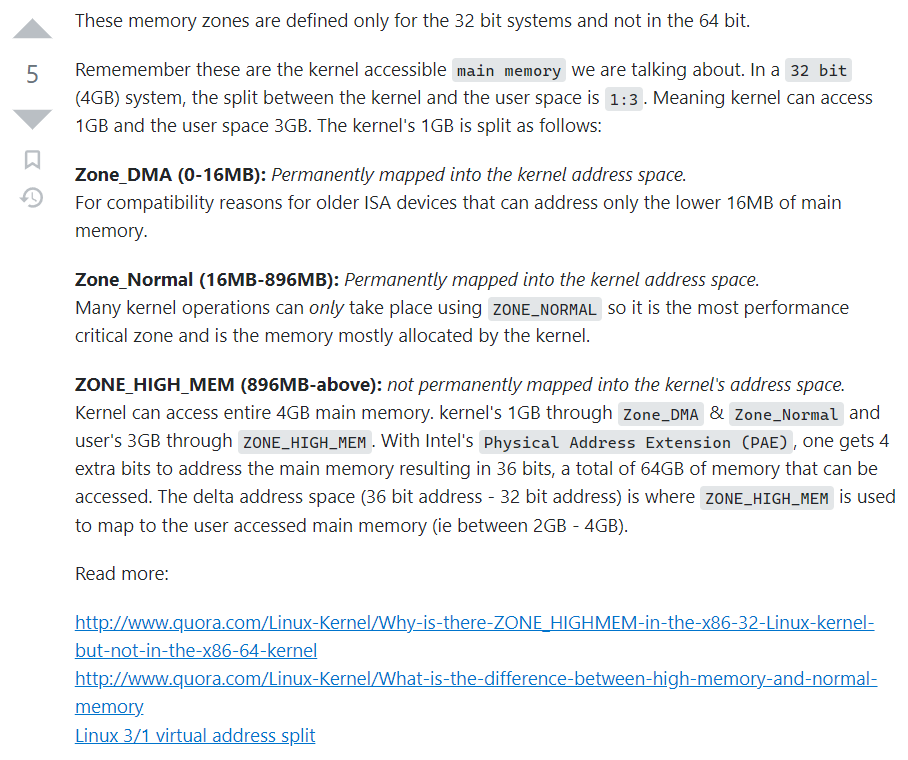 These memory zones are defined only for the 32 bit systems and not in the 64 bit.
5
Rememember these are the kernel accessible main memory we are talking about. In a 32 bit
(4GB) system, the split between the kernel and the user space is 1:3. Meaning kernel can access
1GB and the user space 3GB. The kernel's 1GB is split as follows:
Zone_DMA (0-16MB): Permanently mapped into the kernel address space.
For compatibility reasons for older ISA devices that can address only the lower 16MB of main
memory.
Zone_Normal (16MB-896MB): Permanently mapped into the kernel address space.
Many kernel operations can only take place using ZONE_NORMAL so it is the most performance
critical zone and is the memory mostly allocated by the kernel.
ZONE_HIGH_MEM (896MB-above): not permanently mapped into the kernel's address space.
Kernel can access entire 4GB main memory. kernel's 1GB through Zone_DMA & Zone_Normal and
user's 3GB through ZONE_HIGH_MEM. With Intel's Physical Address Extension (PAE), one gets 4
extra bits to address the main memory resulting in 36 bits, a total of 64GB of memory that can be
accessed. The delta address space (36 bit address - 32 bit address) is where ZONE_HIGH_MEM is used
to map to the user accessed main memory (ie between 2GB - 4GB).
Read more:
http://www.quora.com/Linux-Kernel/Why-is-there-ZONE_HIGHMEM-in-the-x86-32-Linux-kernel-
but-not-in-the-x86-64-kernel
http://www.quora.com/Linux-Kernel/What-is-the-difference-between-high-memory-and-normal-
memory
Linux 3/1 virtual address split